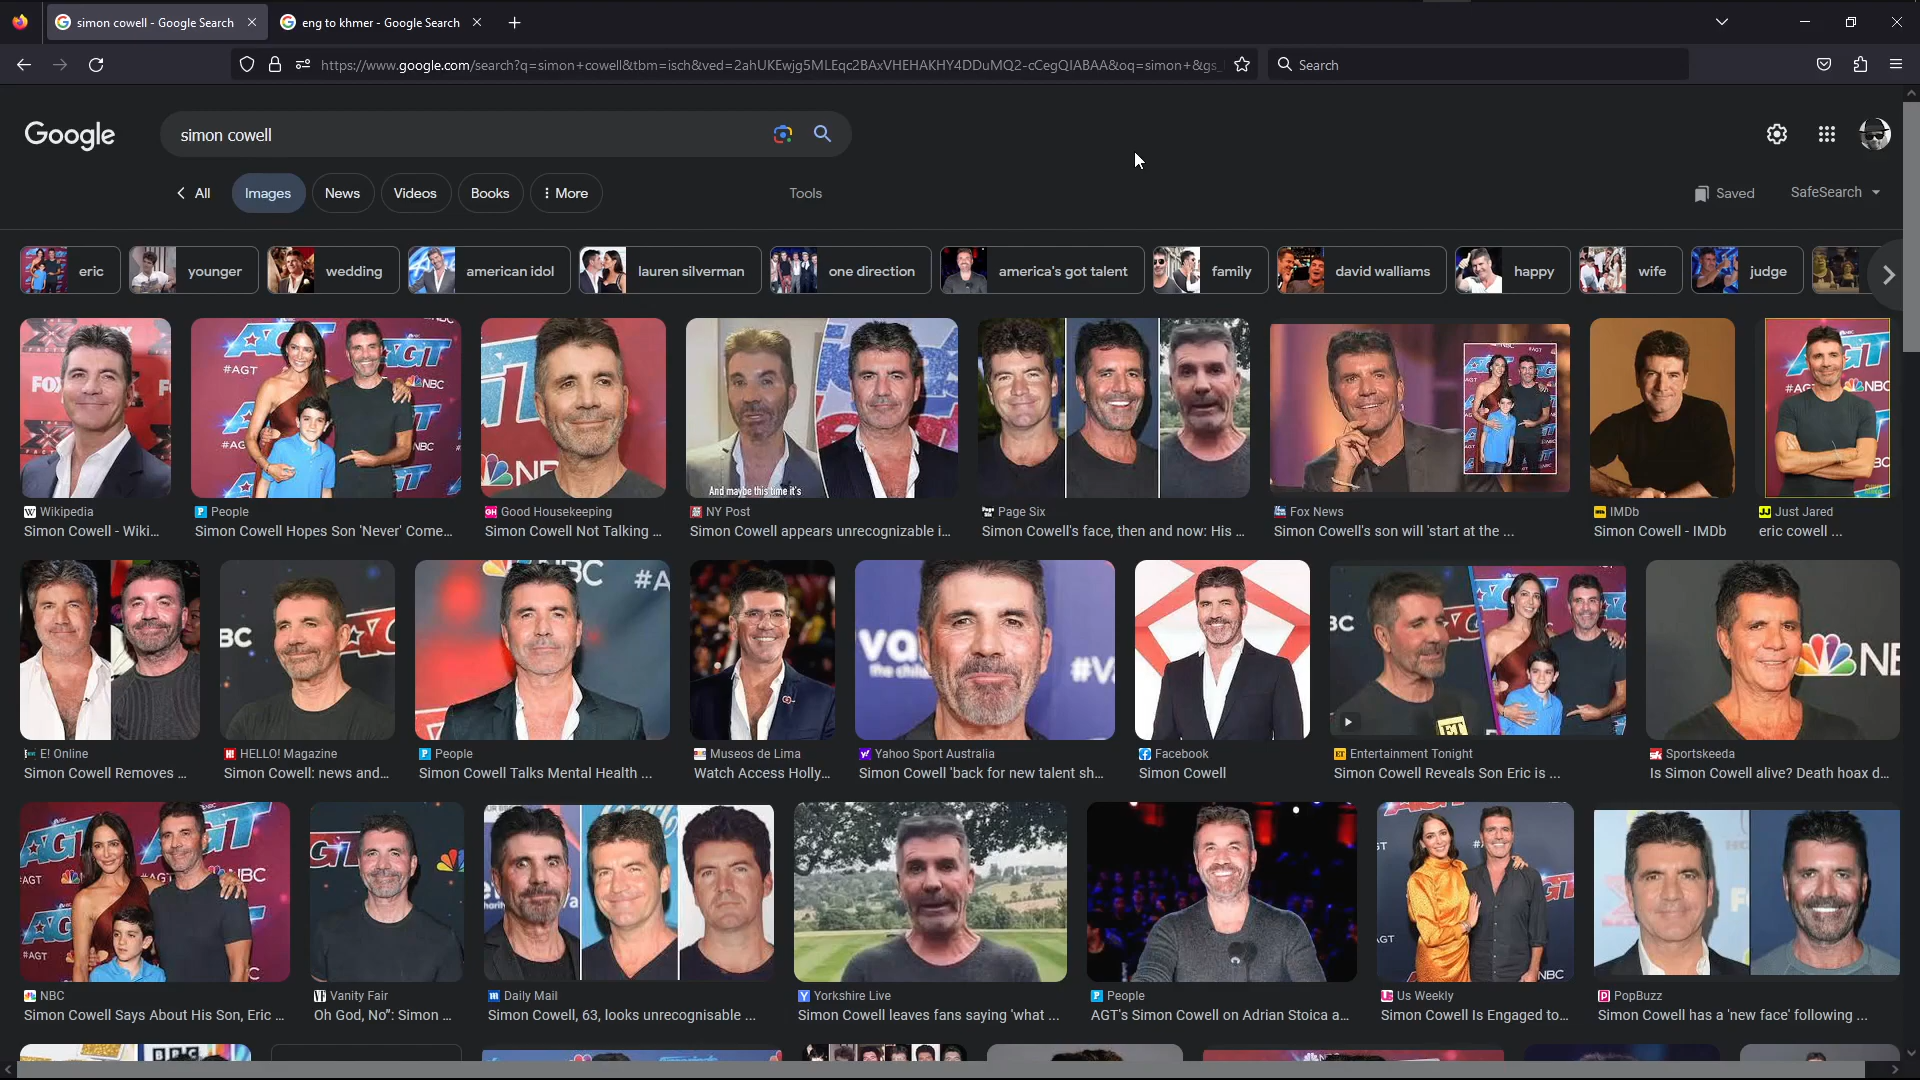 simon cowell - Google Search
eng to khmer - Google Search
https://www.google.com/search?q=simon+cowell&tbm=isch&ved=2ahUKEwjg5MLEqc2BAxVHEHAKHY4DDuMQ2-cCegQIABAA&oq=simon+&gs_
Search
Google
simon cowell
All
Images
News
Videos
Books
More
Tools
Saved
SafeSearch
eric
younger
wedding
american idol
lauren silverman
one direction
america's got talent
family
david walliams
happy
wife
judge
And maybe this time it's
Wikipedia
Simon Cowell - Wiki...
People
Simon Cowell Hopes Son 'Never' Come...
Good Housekeeping
Simon Cowell Not Talking ...
NY Post
Simon Cowell appears unrecognizable i...
Page Six
Simon Cowell's face, then and now: His ...
Fox News
Simon Cowell's son will 'start at the ...
IMDb
Simon Cowell - IMDb
Just Jared
eric cowell ...
E! Online
Simon Cowell Removes ...
HELLO! Magazine
Simon Cowell: news and...
People
Simon Cowell Talks Mental Health ...
Museos de Lima
Watch Access Holly...
Yahoo Sport Australia
Simon Cowell 'back for new talent sh...
Facebook
Simon Cowell
Entertainment Tonight
Simon Cowell Reveals Son Eric is ...
Sportskeeda
Is Simon Cowell alive? Death hoax d...
NBC
Simon Cowell Says About His Son, Eric ...
Vanity Fair
Oh God, No”: Simon ...
Daily Mail
Simon Cowell, 63, looks unrecognisable ...
Yorkshire Live
Simon Cowell leaves fans saying 'what ...
People
AGT's Simon Cowell on Adrian Stoica a...
Us Weekly
Simon Cowell Is Engaged to...
PopBuzz
Simon Cowell has a 'new face' following ...